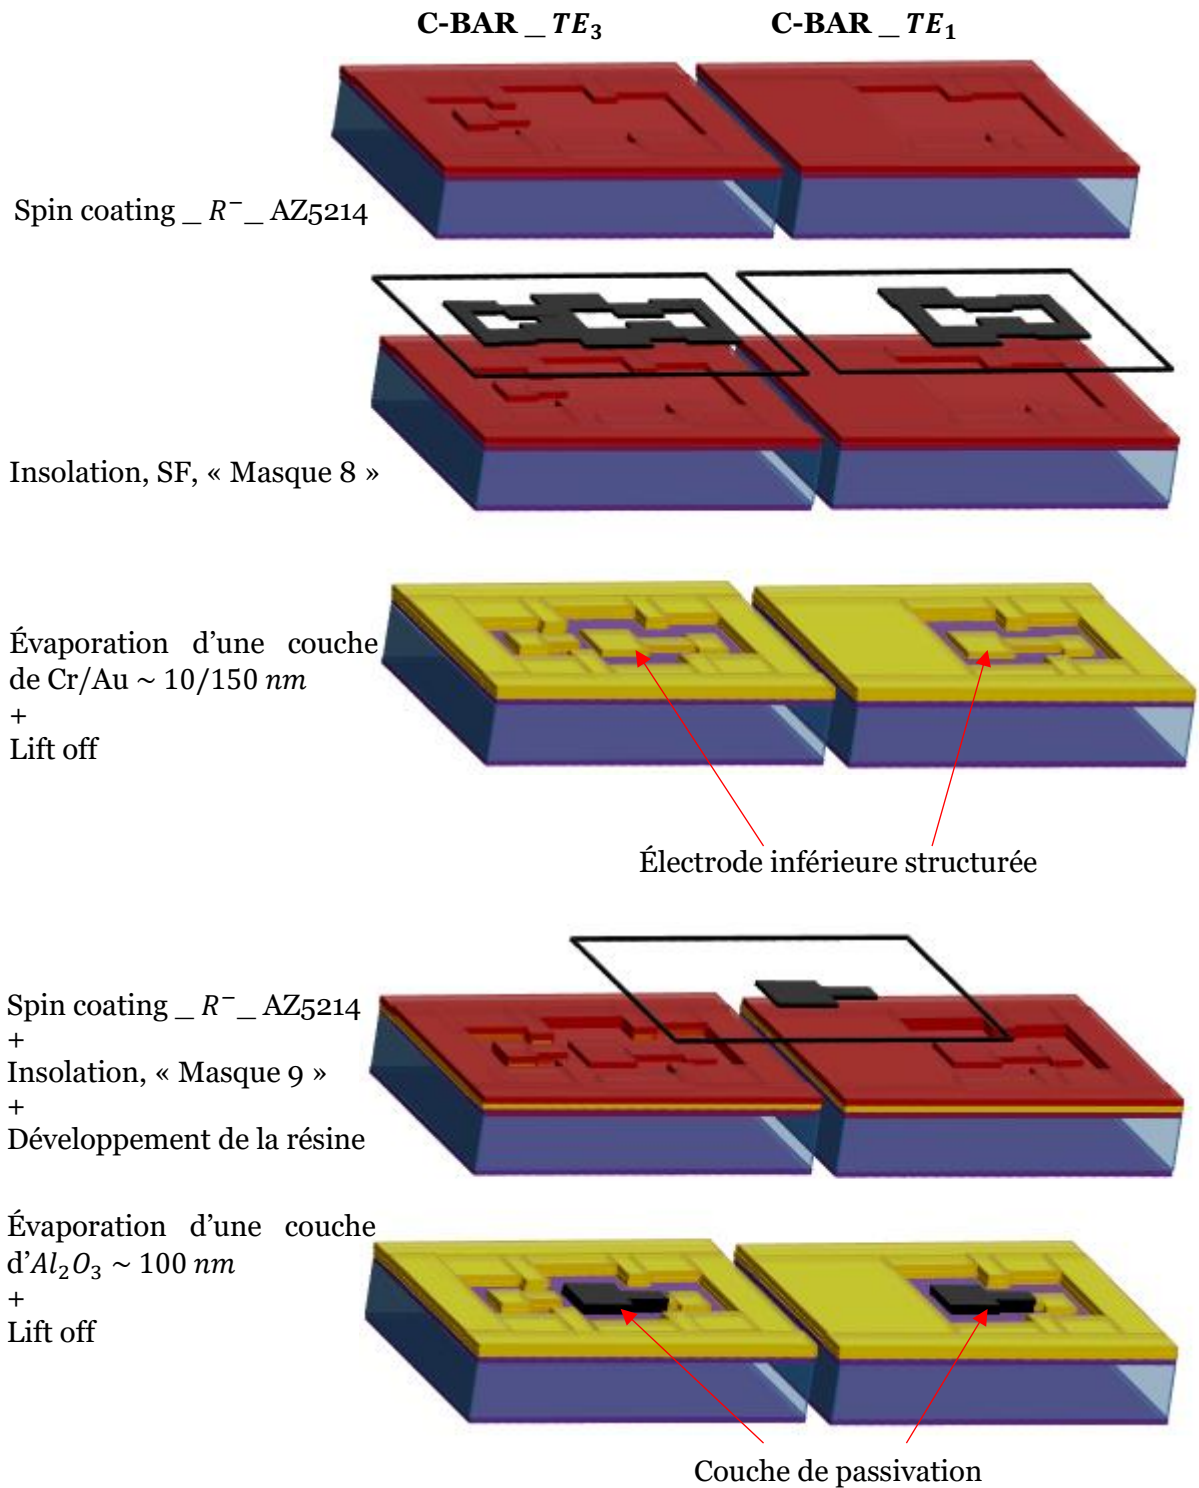 C-BAR _ TE₃ C-BAR _ TE₁
Spin coating _ R⁻_ AZ5214
Insolation, SF, « Masque 8 »
Évaporation d’une couche
de Cr/Au ~ 10/150 nm
+
Lift off
Électrode inférieure structurée
Spin coating _ R⁻_ AZ5214
+
Insolation, « Masque 9 »
+
Développement de la résine
Évaporation d’une couche
d’Al₂O₃ ~ 100 nm
+
Lift off
Couche de passivation